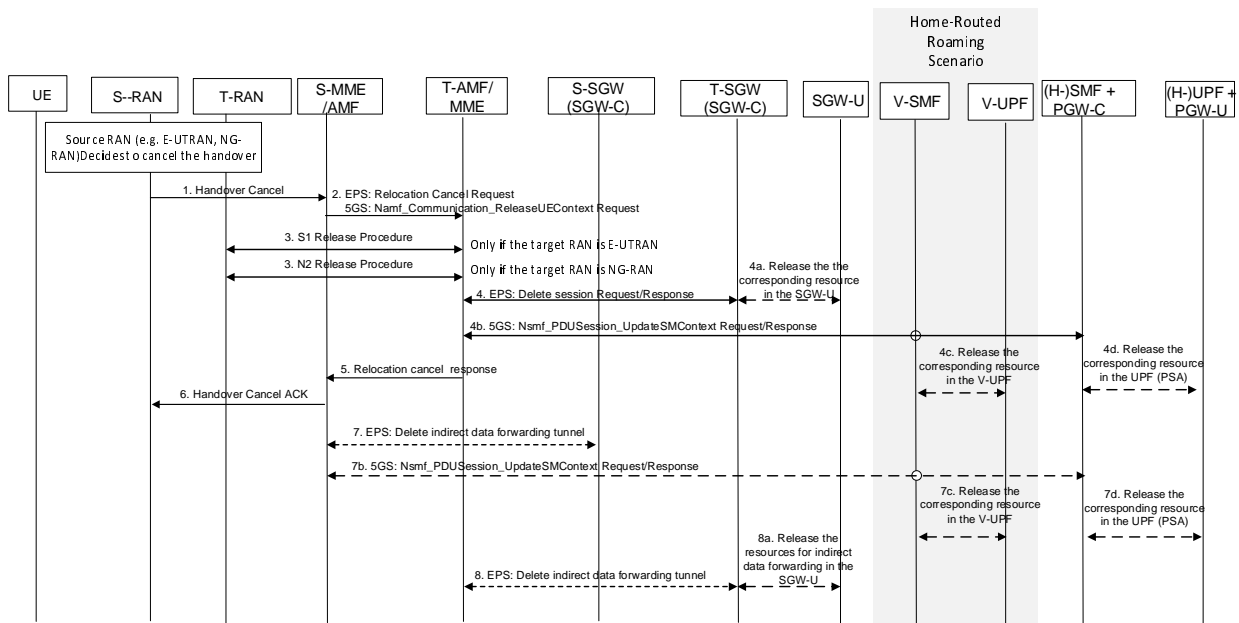 Home-Routed
Roaming
Scenario
UE
S--RAN
T-RAN
S-MME
/AMF
T-AMF/
MME
S-SGW
(SGW-C)
T-SGW
(SGW-C)
SGW-U
V-SMF
V-UPF
(H-)SMF +
PGW-C
(H-)UPF +
PGW-U
Source RAN (e.g. E-UTRAN, NG-
RAN)Decides to cancel the handover
1. Handover Cancel
2. EPS: Relocation Cancel Request
5GS: Namf_Communication_ReleaseUEContext Request
3. S1 Release Procedure
Only if the target RAN is E-UTRAN
3. N2 Release Procedure
Only if the target RAN is NG-RAN
4a. Release the the
corresponding resource
in the SGW-U
4. EPS: Delete session Request/Response
4b. 5GS: Nsmf_PDUSession_UpdateSMContext Request/Response
4c. Release the
corresponding resource
in the V-UPF
4d. Release the
corresponding resource
in the UPF (PSA)
5. Relocation cancel response
6. Handover Cancel ACK
7. EPS: Delete indirect data forwarding tunnel
7b. 5GS: Nsmf_PDUSession_UpdateSMContext Request/Response
7c. Release the
corresponding resource
in the V-UPF
7d. Release the
corresponding resource
in the UPF (PSA)
8a. Release the
resources for indirect
data forwarding in the
SGW-U
8. EPS: Delete indirect data forwarding tunnel